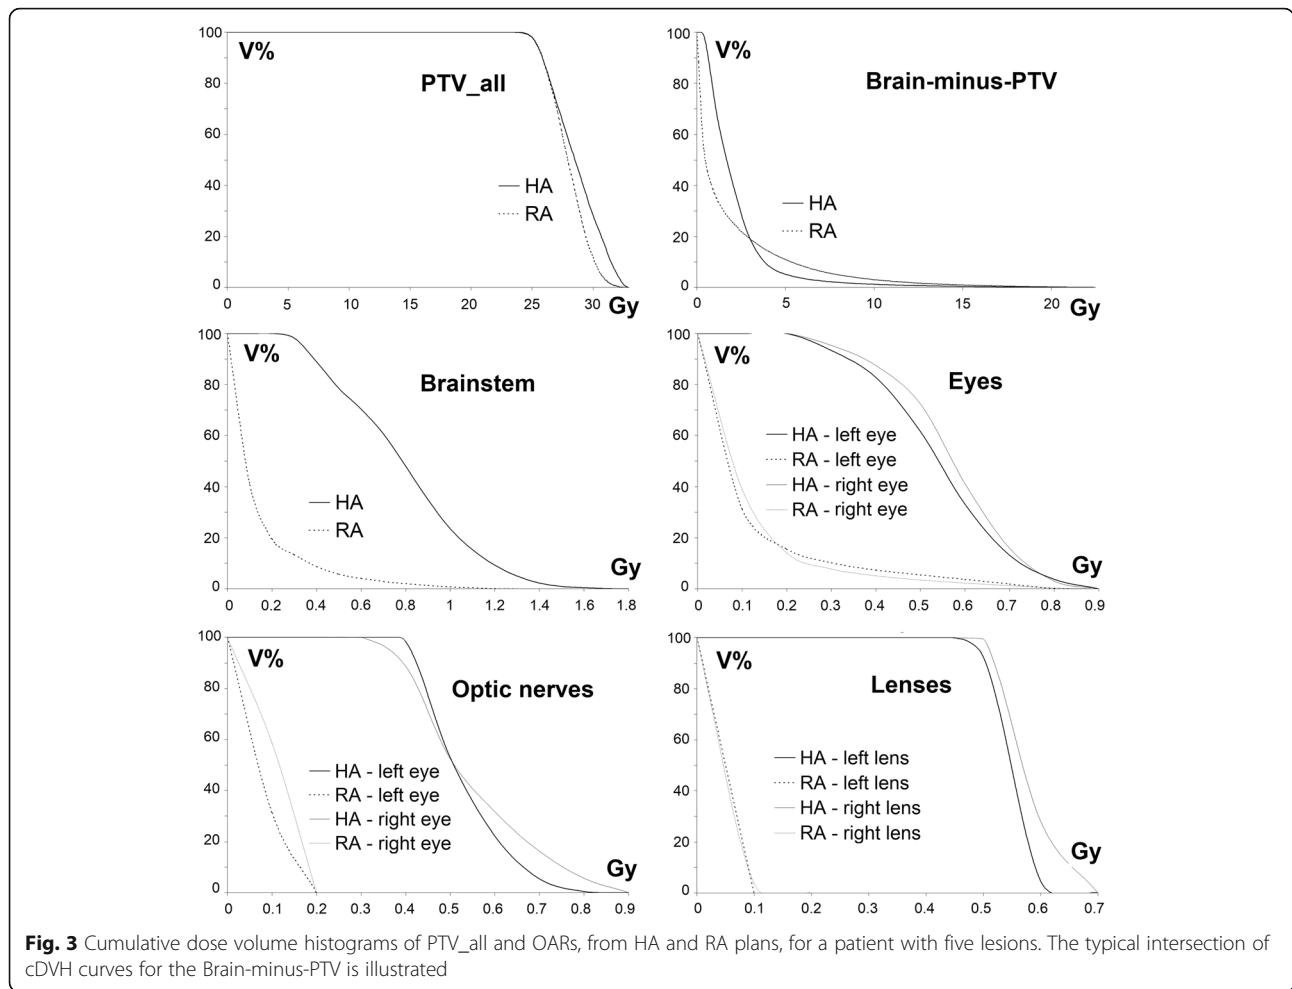 100
80
60
40
20
0
V%
PTV_all
HA
RA
0 5 10 15 20 25 30
Gy
100
80
60
40
20
0
V%
Brain-minus-PTV
HA
RA
0 5 10 15 20
Gy
100
80
60
40
20
0
V%
Brainstem
HA
RA
Gy
0 0.2 0.4 0.6 0.8 1 1.2 1.4 1.6 1.8
100
80
60
40
20
0
V%
Eyes
HA - left eye
RA - left eye
HA - right eye
RA - right eye
Gy
0 0.1 0.2 0.3 0.4 0.5 0.6 0.7 0.8 0.9
100
80
60
40
20
0
V%
Optic nerves
HA - left eye
RA - left eye
HA - right eye
RA - right eye
Gy
0 0.1 0.2 0.3 0.4 0.5 0.6 0.7 0.8 0.9
100
80
60
40
20
0
V%
Lenses
HA - left lens
RA - left lens
HA - right lens
RA - right lens
Gy
0 0.1 0.2 0.3 0.4 0.5 0.6 0.7
Fig. 3 Cumulative dose volume histograms of PTV_all and OARs, from HA and RA plans, for a patient with five lesions. The typical intersection of
cDVH curves for the Brain-minus-PTV is illustrated